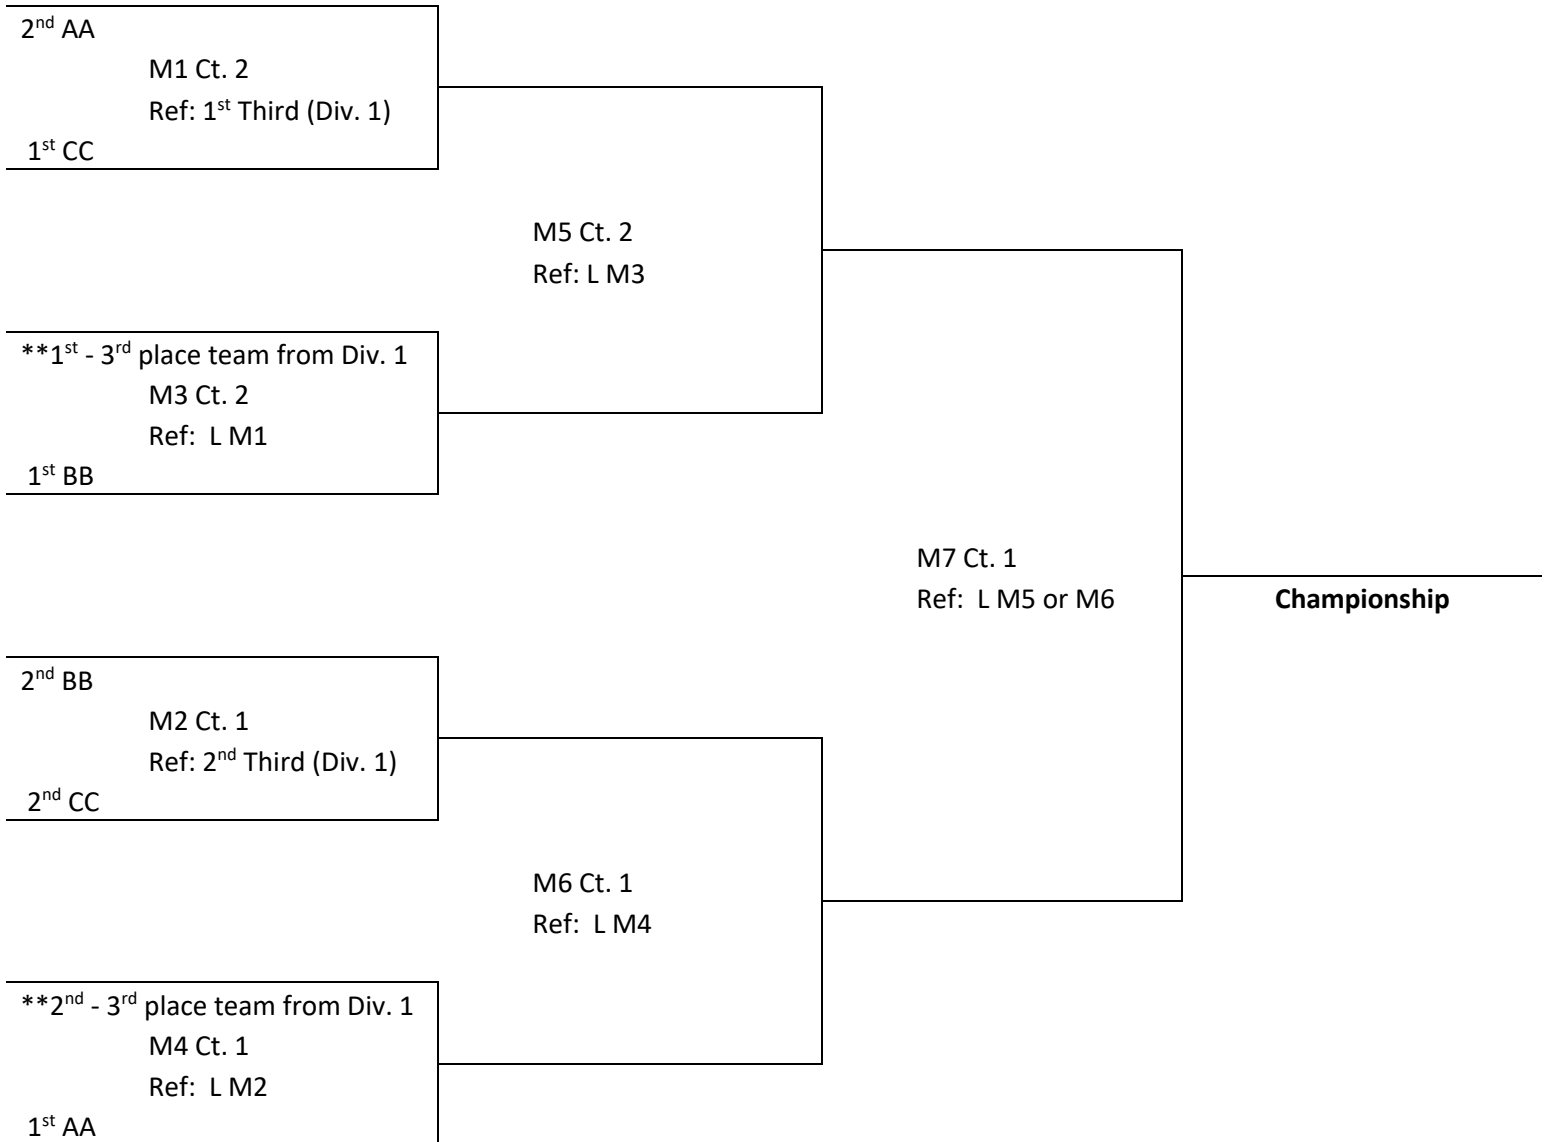 2nd AA
M1 Ct. 2
Ref: 1st Third (Div. 1)
1st CC
M5 Ct. 2
Ref: L M3
**1st - 3rd place team from Div. 1
M3 Ct. 2
Ref:  L M1
1st BB
M7 Ct. 1
Ref:  L M5 or M6
Championship
2nd BB
M2 Ct. 1
Ref: 2nd Third (Div. 1)
2nd CC
M6 Ct. 1
Ref:  L M4
**2nd - 3rd place team from Div. 1
M4 Ct. 1
Ref:  L M2
1st AA